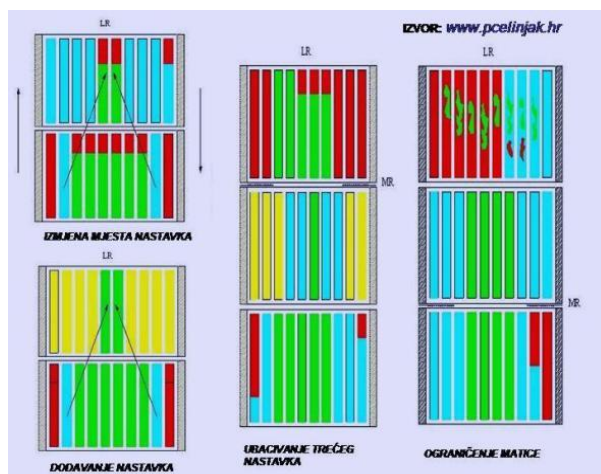 IZVOR: www.pcelinjak.hr
LR
LR
LR
MR
IZMJENA MJESTA NASTAVKA
LR
MR
DODAVANJE NASTAVKA
UBACIVANJE TREĆEG
NASTAVKA
OGRANIČENJE MATICE